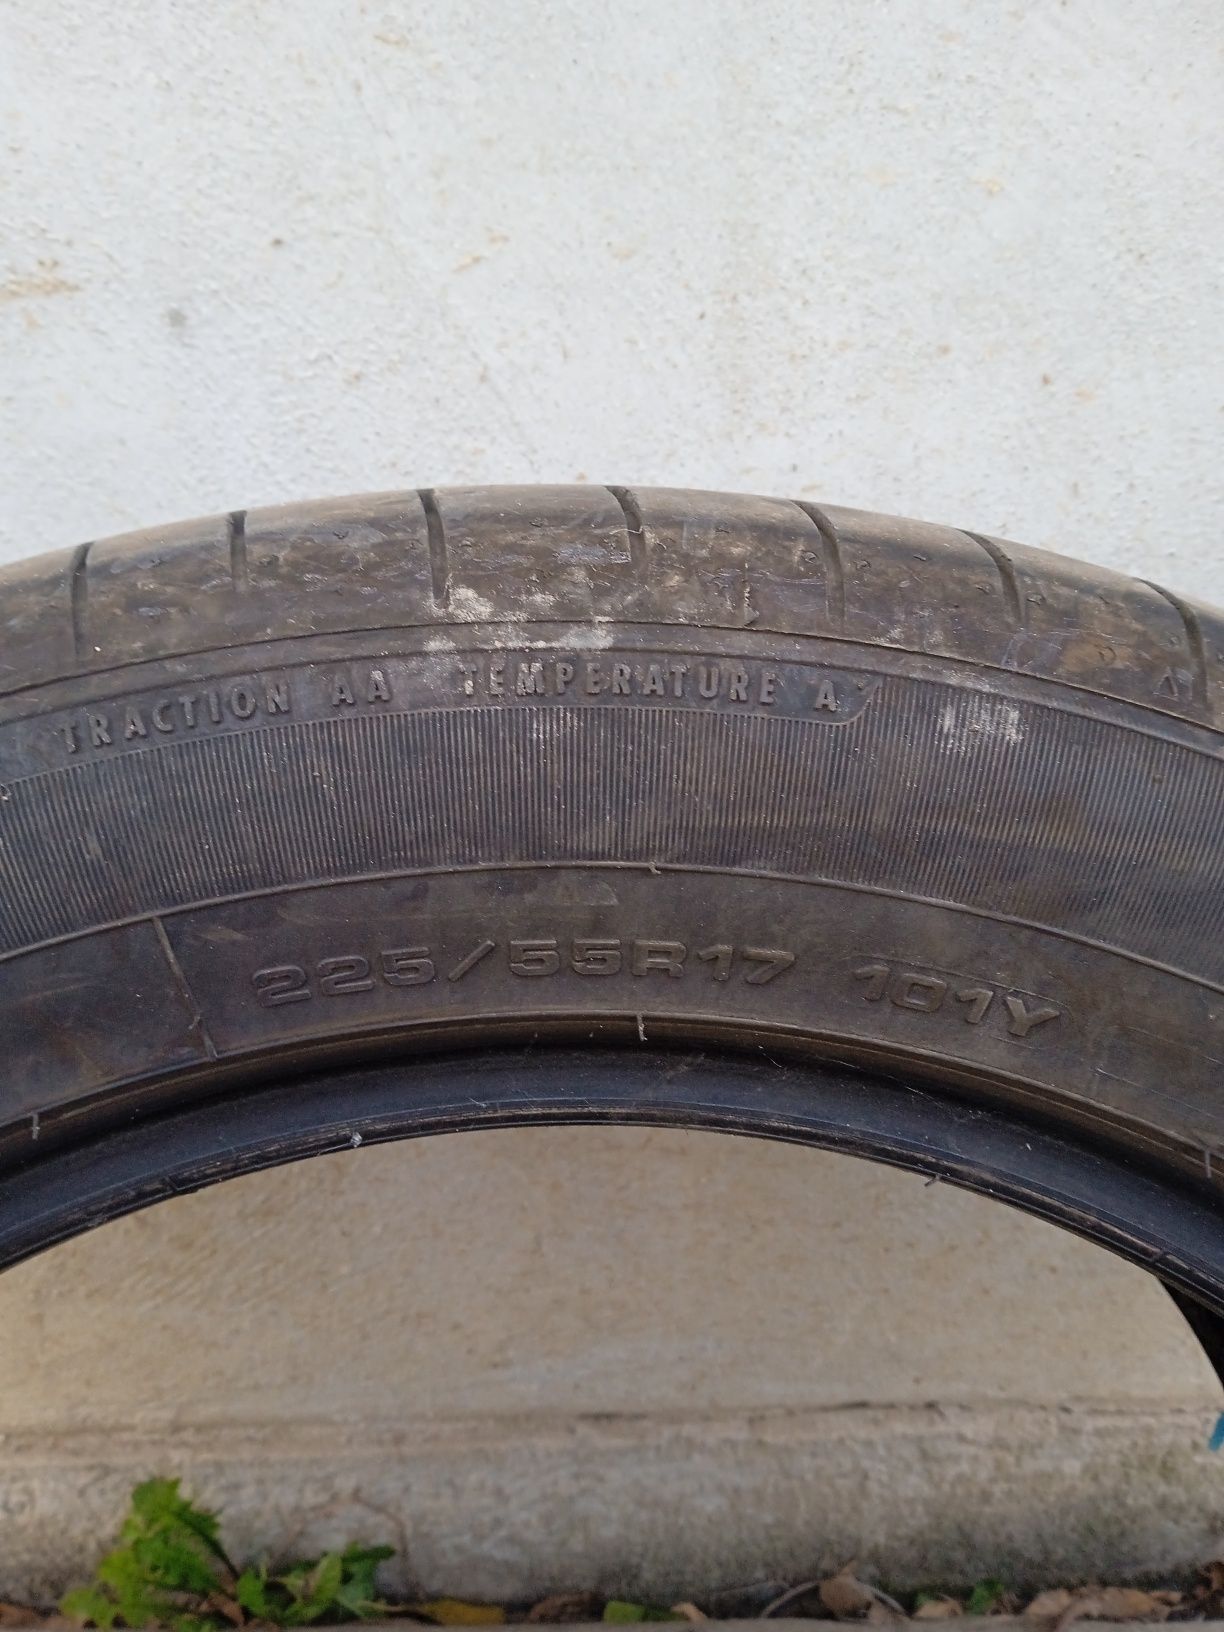 TRACTION AA TEMPERATURE A
225/55R17 101Y